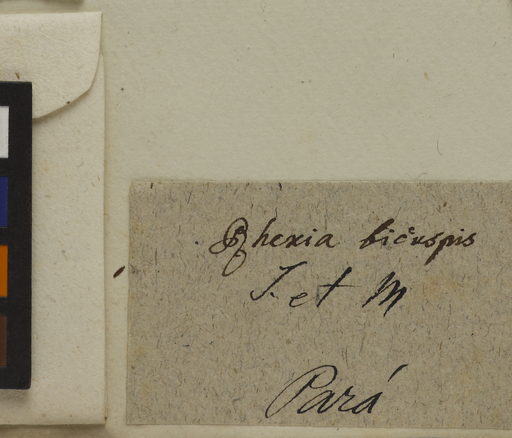 Rhexia bicuspis
J. et M
Pará